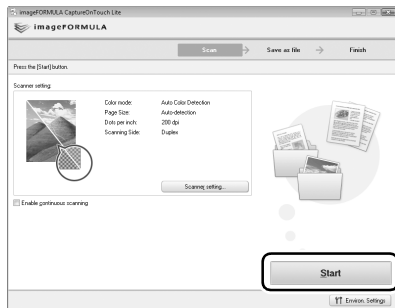 imageFORMULA CaptureOnTouch Lite
imageFORMULA
Scan
Save as file
Finish
Press the [Start] button.
Scanner setting:
Color mode: Auto Color Detection
Page Size: Auto-detection
Dots per inch: 200 dpi
Scanning Side: Duplex
Scanner setting...
Enable continuous scanning
Start
Environ. Settings